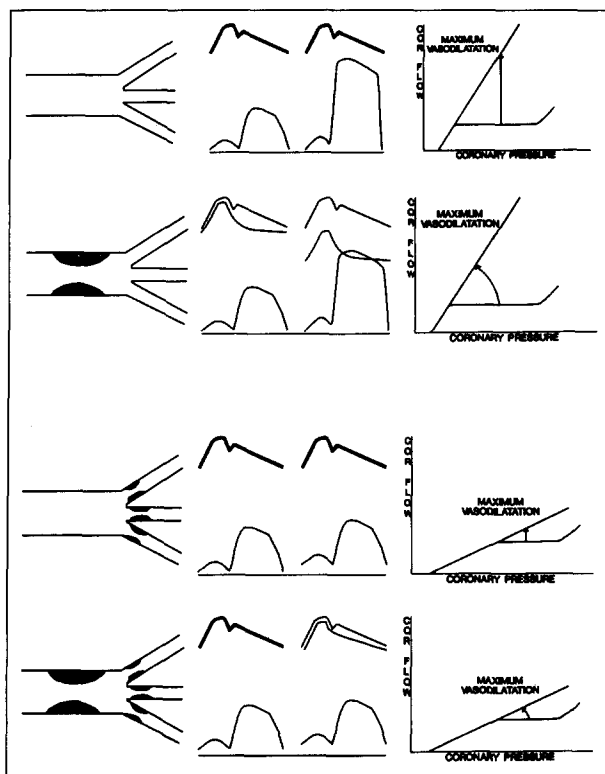 COR FLOW
MAXIMUM
VASODILATATION
CORONARY PRESSURE
COR FLOW
MAXIMUM
VASODILATATION
CORONARY PRESSURE
COR FLOW
MAXIMUM
VASODILATATION
CORONARY PRESSURE
COR FLOW
MAXIMUM
VASODILATATION
CORONARY PRESSURE